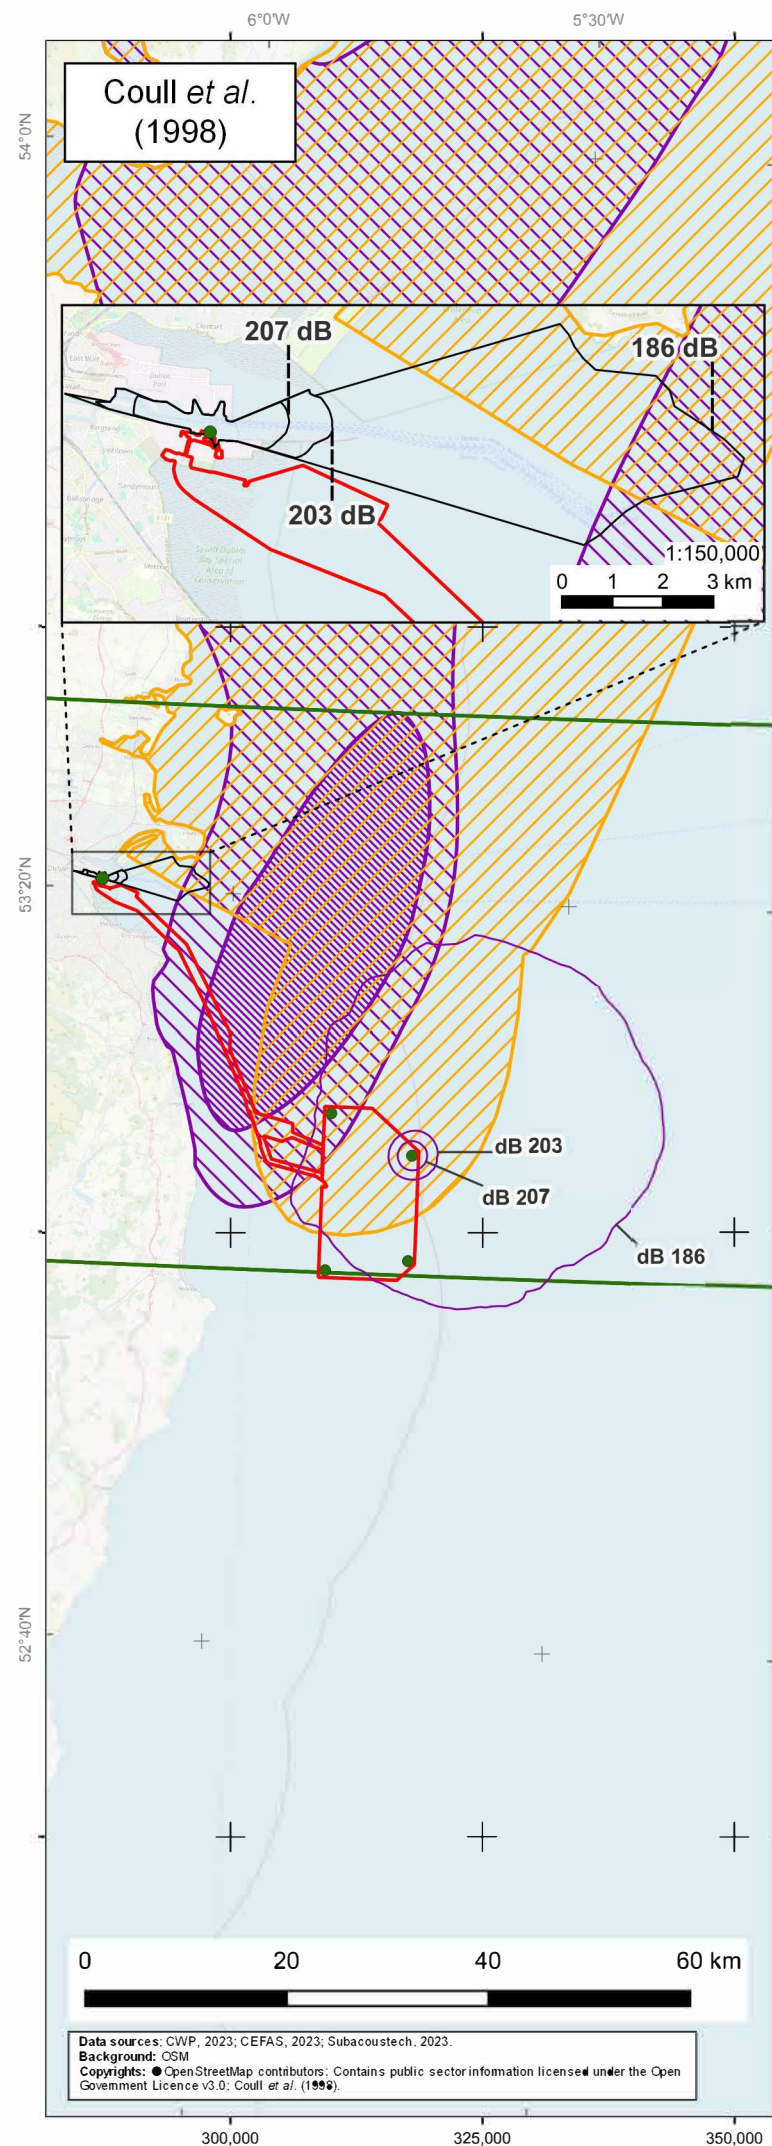 6°0'W
5°30'W
Coull et al.
(1998)
54°0'N
207 dB
186 dB
203 dB
1:150,000
0 1 2 3 km
53°20'N
dB 203
dB 207
dB 186
52°40'N
0 20 40 60 km
Data sources: CWP, 2023; CEFAS, 2023; Subacoustech, 2023.
Background: OSM
Copyrights: ● OpenStreetMap contributors; Contains public sector information licensed under the Open
Government Licence v3.0; Coull et al. (1998).
300,000
325,000
350,000